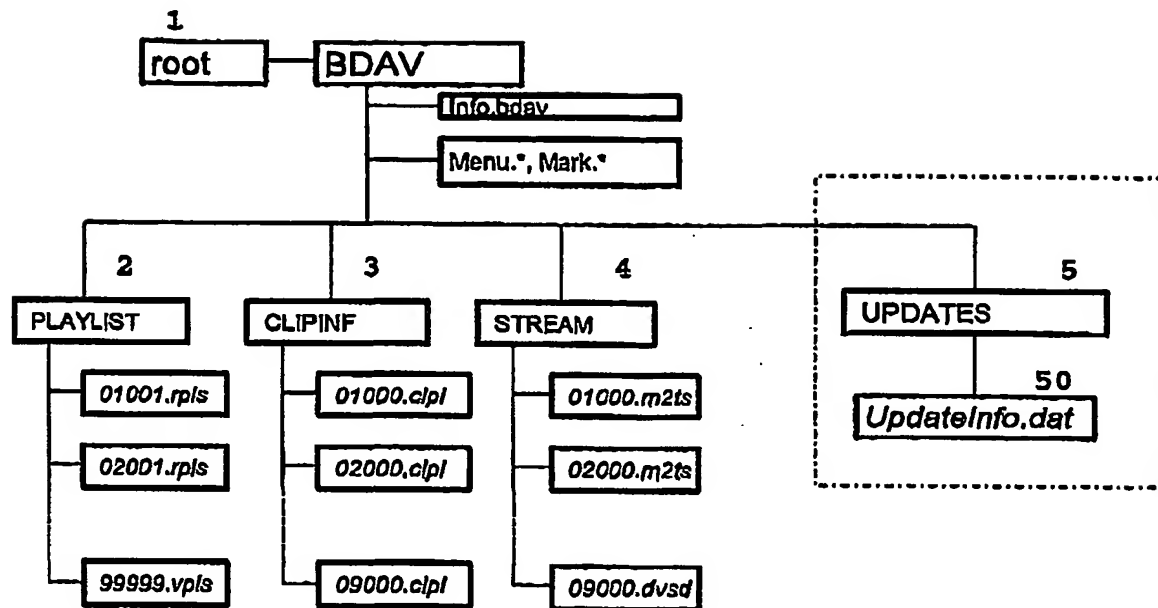 1
root
BDAV
Info.bdav
Menu.*, Mark.*
2
3
4
5
PLAYLIST
CLIPINF
STREAM
UPDATES
50
01001.rpls
01000.clpi
01000.m2ts
UpdateInfo.dat
02001.rpls
02000.clpi
02000.m2ts
99999.vpls
09000.clpi
09000.dvsd